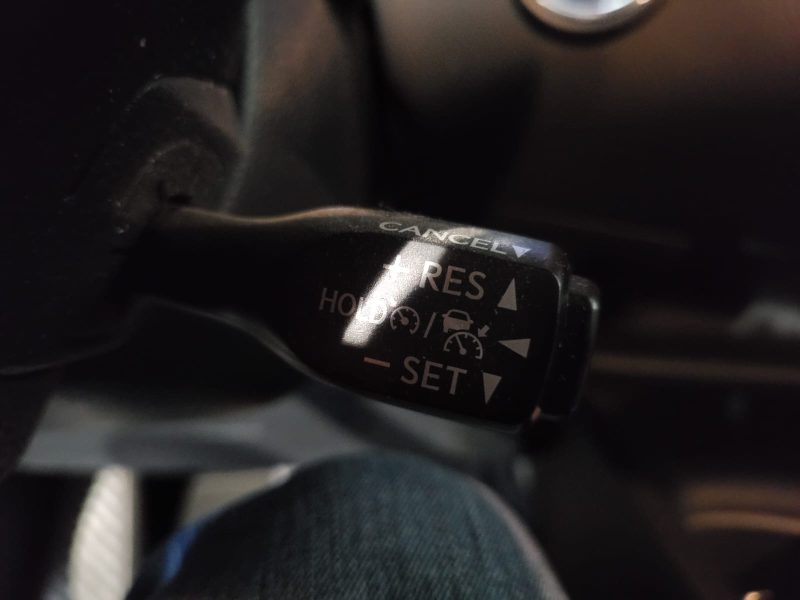 CANCEL▼
+ RES ▲
HOLD / ◄
− SET ▼